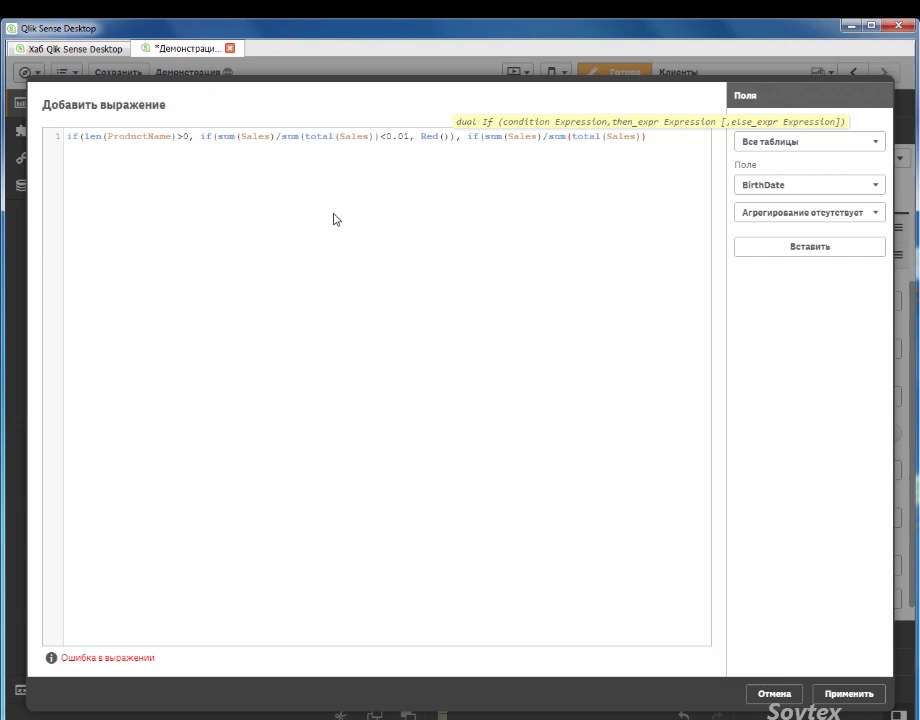 Qlik Sense Desktop
Хаб Qlik Sense Desktop
*Демонстраци...
Сохранить
Демонстрация
Готово
Клиенты
Добавить выражение
Поля
dual If (condition Expression,then_expr Expression [,else_expr Expression])
1 if(len(ProductName)>0, if(sum(Sales)/sum(total(Sales))<0.01, Red()), if(sum(Sales)/sum(total(Sales))
Все таблицы
Поле
BirthDate
Агрегирование отсутствует
Вставить
Ошибка в выражении
Отмена
Применить
Sovtex